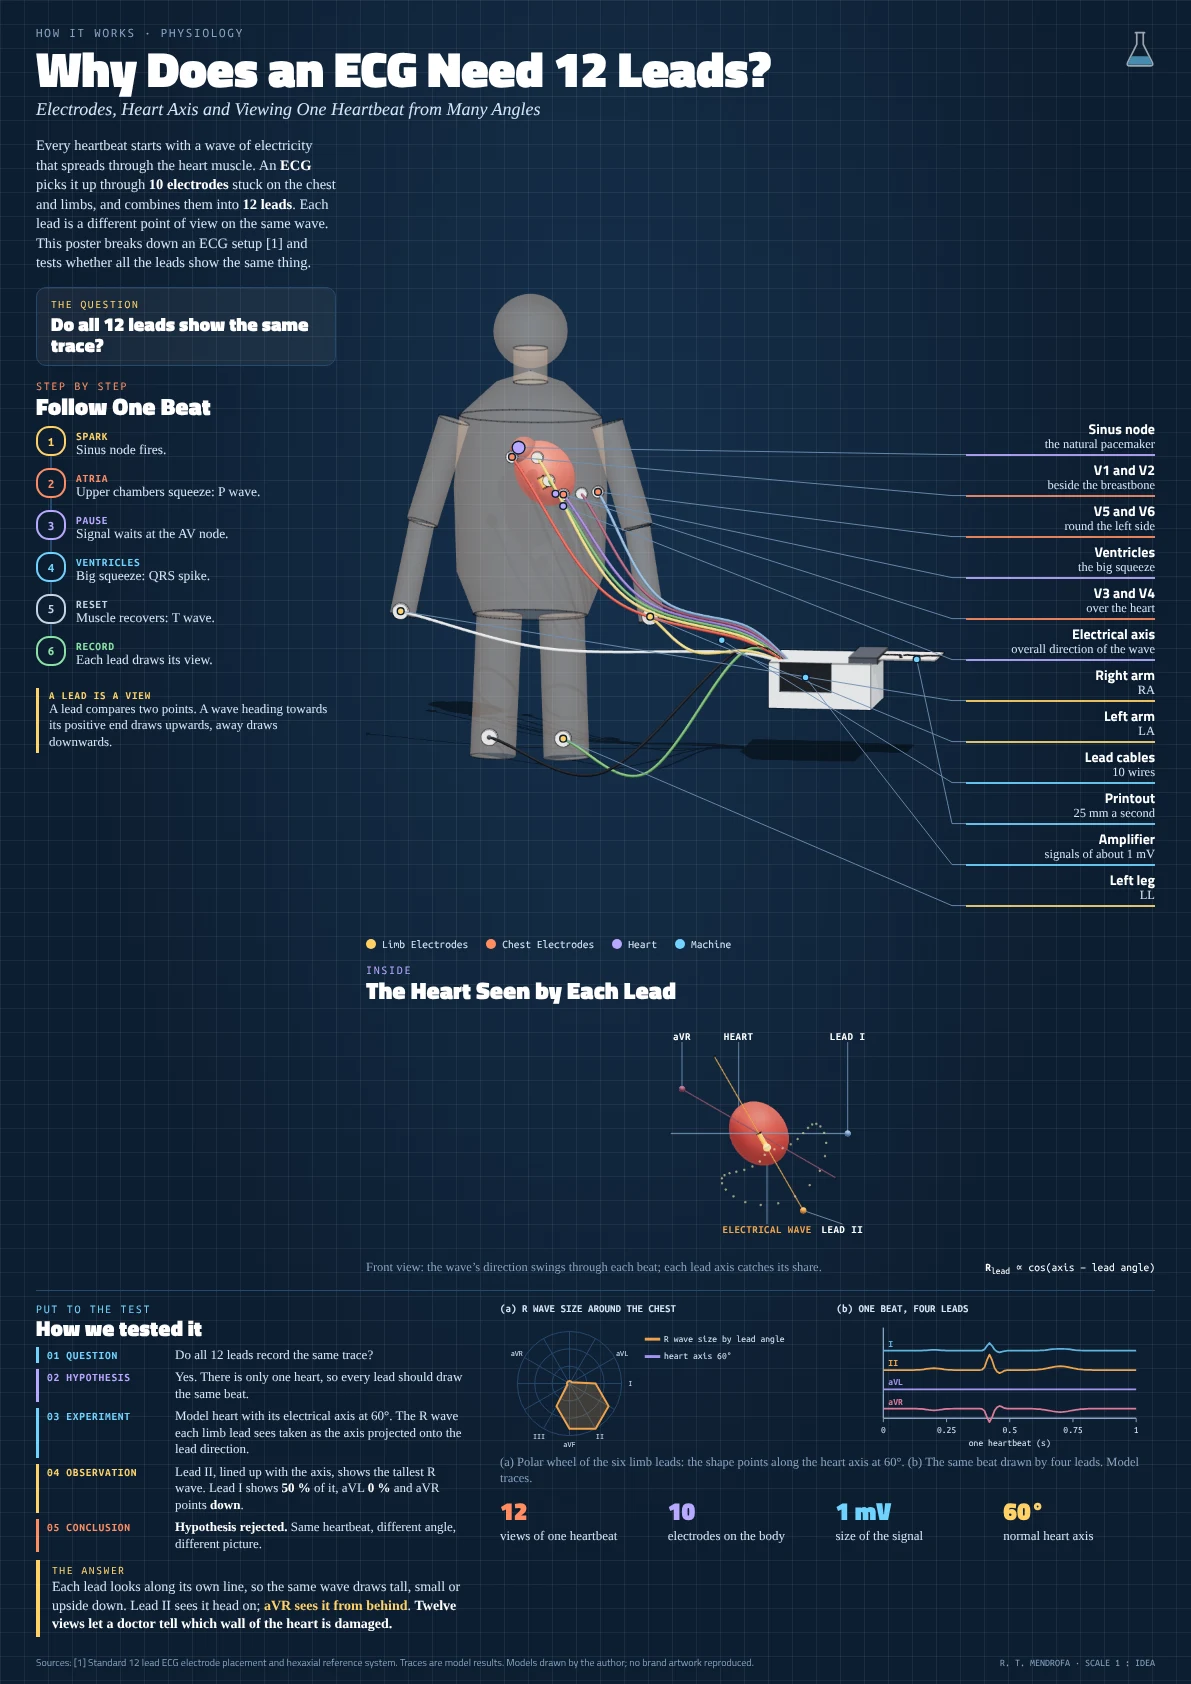 HOW IT WORKS · PHYSIOLOGY
Why Does an ECG Need 12 Leads?
Electrodes, Heart Axis and Viewing One Heartbeat from Many Angles
Every heartbeat starts with a wave of electricity
that spreads through the heart muscle. An ECG
picks it up through 10 electrodes stuck on the chest
and limbs, and combines them into 12 leads. Each
lead is a different point of view on the same wave.
This poster breaks down an ECG setup [1] and
tests whether all the leads show the same thing.
THE QUESTION
Do all 12 leads show the same
trace?
STEP BY STEP
Follow One Beat
1 SPARK
Sinus node fires.
2 ATRIA
Upper chambers squeeze: P wave.
3 PAUSE
Signal waits at the AV node.
4 VENTRICLES
Big squeeze: QRS spike.
5 RESET
Muscle recovers: T wave.
6 RECORD
Each lead draws its view.
A LEAD IS A VIEW
A lead compares two points. A wave heading towards
its positive end draws upwards, away draws
downwards.
Sinus node
the natural pacemaker
V1 and V2
beside the breastbone
V5 and V6
round the left side
Ventricles
the big squeeze
V3 and V4
over the heart
Electrical axis
overall direction of the wave
Right arm
RA
Left arm
LA
Lead cables
10 wires
Printout
25 mm a second
Amplifier
signals of about 1 mV
Left leg
LL
Limb Electrodes Chest Electrodes Heart Machine
INSIDE
The Heart Seen by Each Lead
aVR HEART LEAD I
ELECTRICAL WAVE LEAD II
Front view: the wave's direction swings through each beat; each lead axis catches its share.
Rlead ∝ cos(axis − lead angle)
PUT TO THE TEST
How we tested it
01 QUESTION Do all 12 leads record the same trace?
02 HYPOTHESIS Yes. There is only one heart, so every lead should draw
the same beat.
03 EXPERIMENT Model heart with its electrical axis at 60°. The R wave
each limb lead sees taken as the axis projected onto the
lead direction.
04 OBSERVATION Lead II, lined up with the axis, shows the tallest R
wave. Lead I shows 50 % of it, aVL 0 % and aVR
points down.
05 CONCLUSION Hypothesis rejected. Same heartbeat, different angle,
different picture.
THE ANSWER
Each lead looks along its own line, so the same wave draws tall, small or
upside down. Lead II sees it head on; aVR sees it from behind. Twelve
views let a doctor tell which wall of the heart is damaged.
(a) R WAVE SIZE AROUND THE CHEST
aVR aVL
I
III II
aVF
R wave size by lead angle
heart axis 60°
(b) ONE BEAT, FOUR LEADS
I
II
aVL
aVR
0 0.25 0.5 0.75 1
one heartbeat (s)
(a) Polar wheel of the six limb leads: the shape points along the heart axis at 60°. (b) The same beat drawn by four leads. Model
traces.
12
views of one heartbeat
10
electrodes on the body
1 mV
size of the signal
60°
normal heart axis
Sources: [1] Standard 12 lead ECG electrode placement and hexaxial reference system. Traces are model results. Models drawn by the author; no brand artwork reproduced.
R. T. MENDROFA · SCALE 1 : IDEA